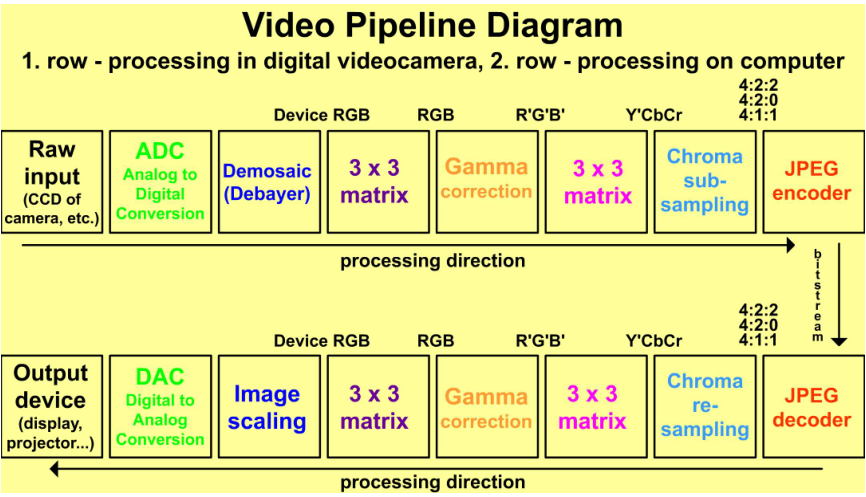 Video Pipeline Diagram
1. row - processing in digital videocamera, 2. row - processing on computer
4:2:2
4:2:0
Device RGB RGB R'G'B' Y'CbCr 4:1:1
Raw
input
(CCD of
camera, etc.)
ADC
Analog to
Digital
Conversion
Demosaic
(Debayer)
3 x 3
matrix
Gamma
correction
3 x 3
matrix
Chroma
sub-
sampling
JPEG
encoder
processing direction
bitstream
4:2:2
4:2:0
Device RGB RGB R'G'B' Y'CbCr 4:1:1
Output
device
(display,
projector...)
DAC
Digital to
Analog
Conversion
Image
scaling
3 x 3
matrix
Gamma
correction
3 x 3
matrix
Chroma
re-
sampling
JPEG
decoder
processing direction